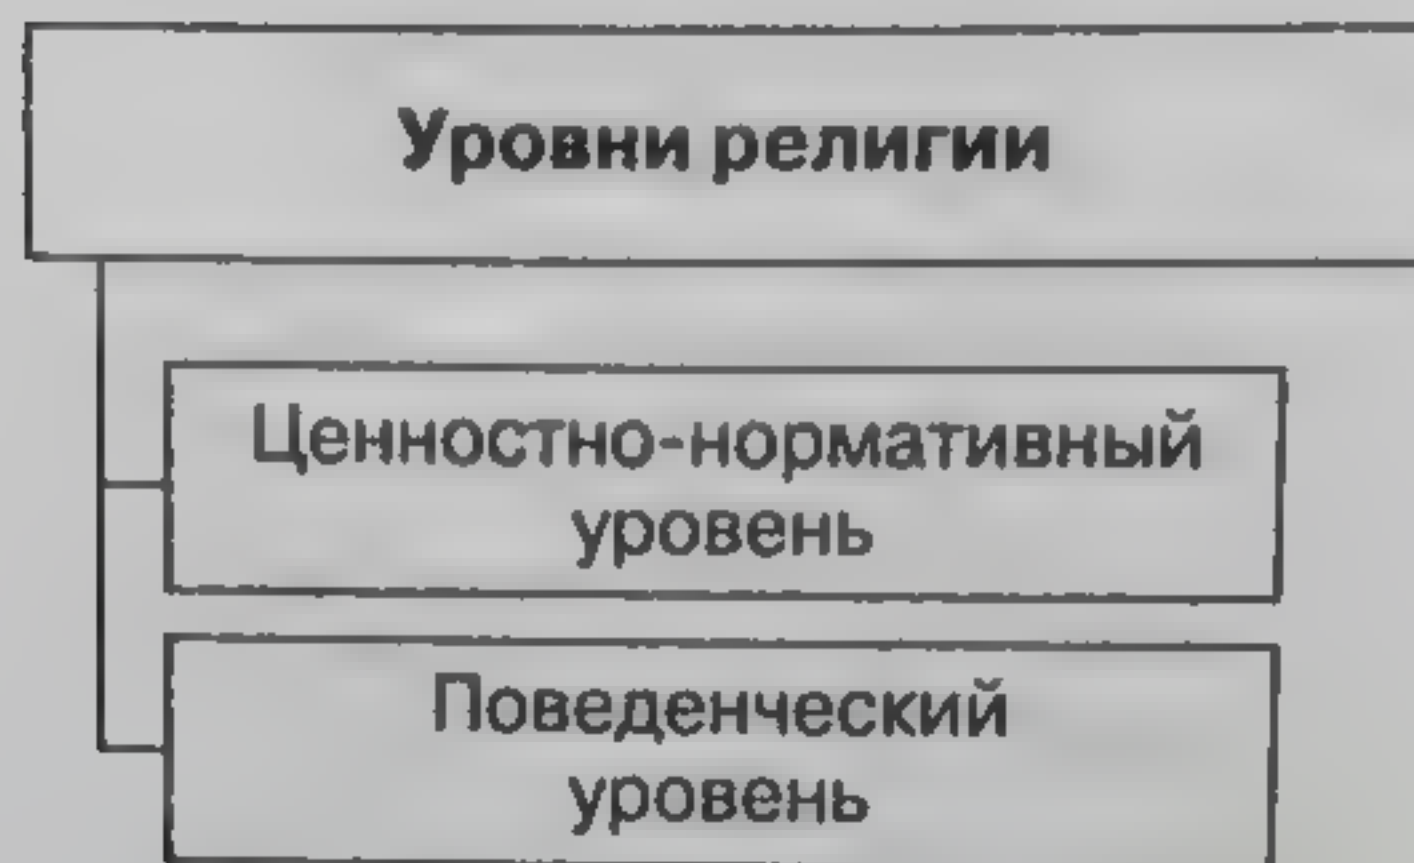 Уровни религии
Ценностно-нормативный
уровень
Поведенческий
уровень